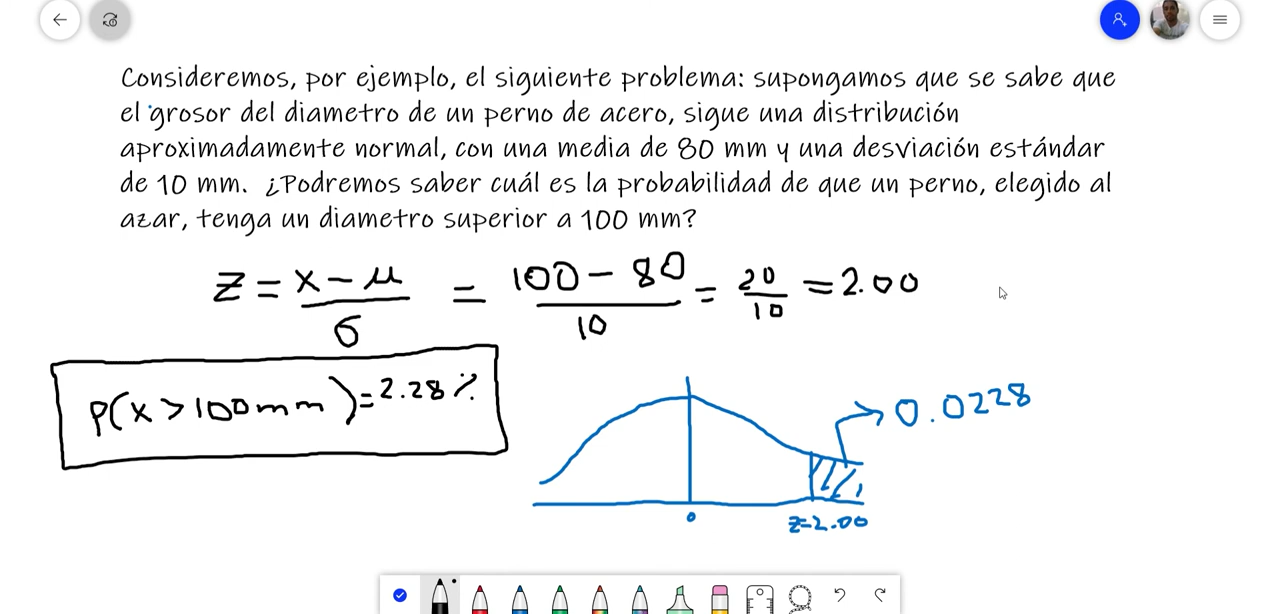 Consideremos, por ejemplo, el siguiente problema: supongamos que se sabe que
el grosor del diametro de un perno de acero, sigue una distribución
aproximadamente normal, con una media de 80 mm y una desviación estándar
de 10 mm. ¿Podremos saber cuál es la probabilidad de que un perno, elegido al
azar, tenga un diametro superior a 100 mm?
Z = x - μ / σ = 100 - 80 / 10 = 20 / 10 = 2.00
P(x > 100mm) = 2.28 %
0.0228
0
Z=2.00